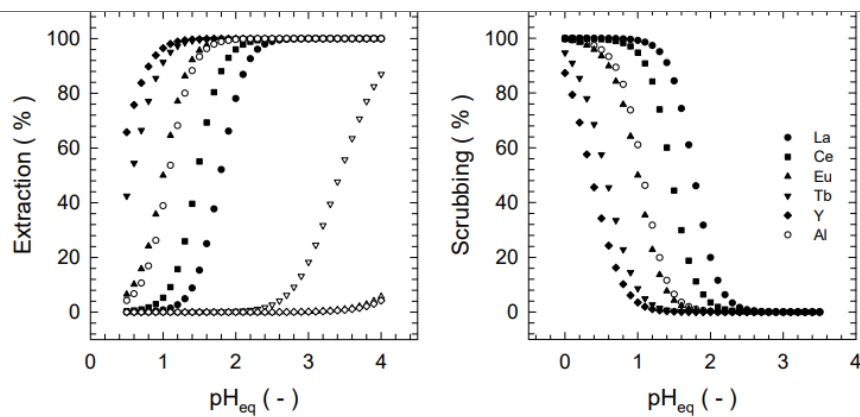 Extraction ( % )
100
80
60
40
20
0
0
1
2
3
4
pHeq ( - )
Scrubbing ( % )
100
80
60
40
20
0
0
1
2
3
4
pHeq ( - )
La
Ce
Eu
Tb
Y
Al